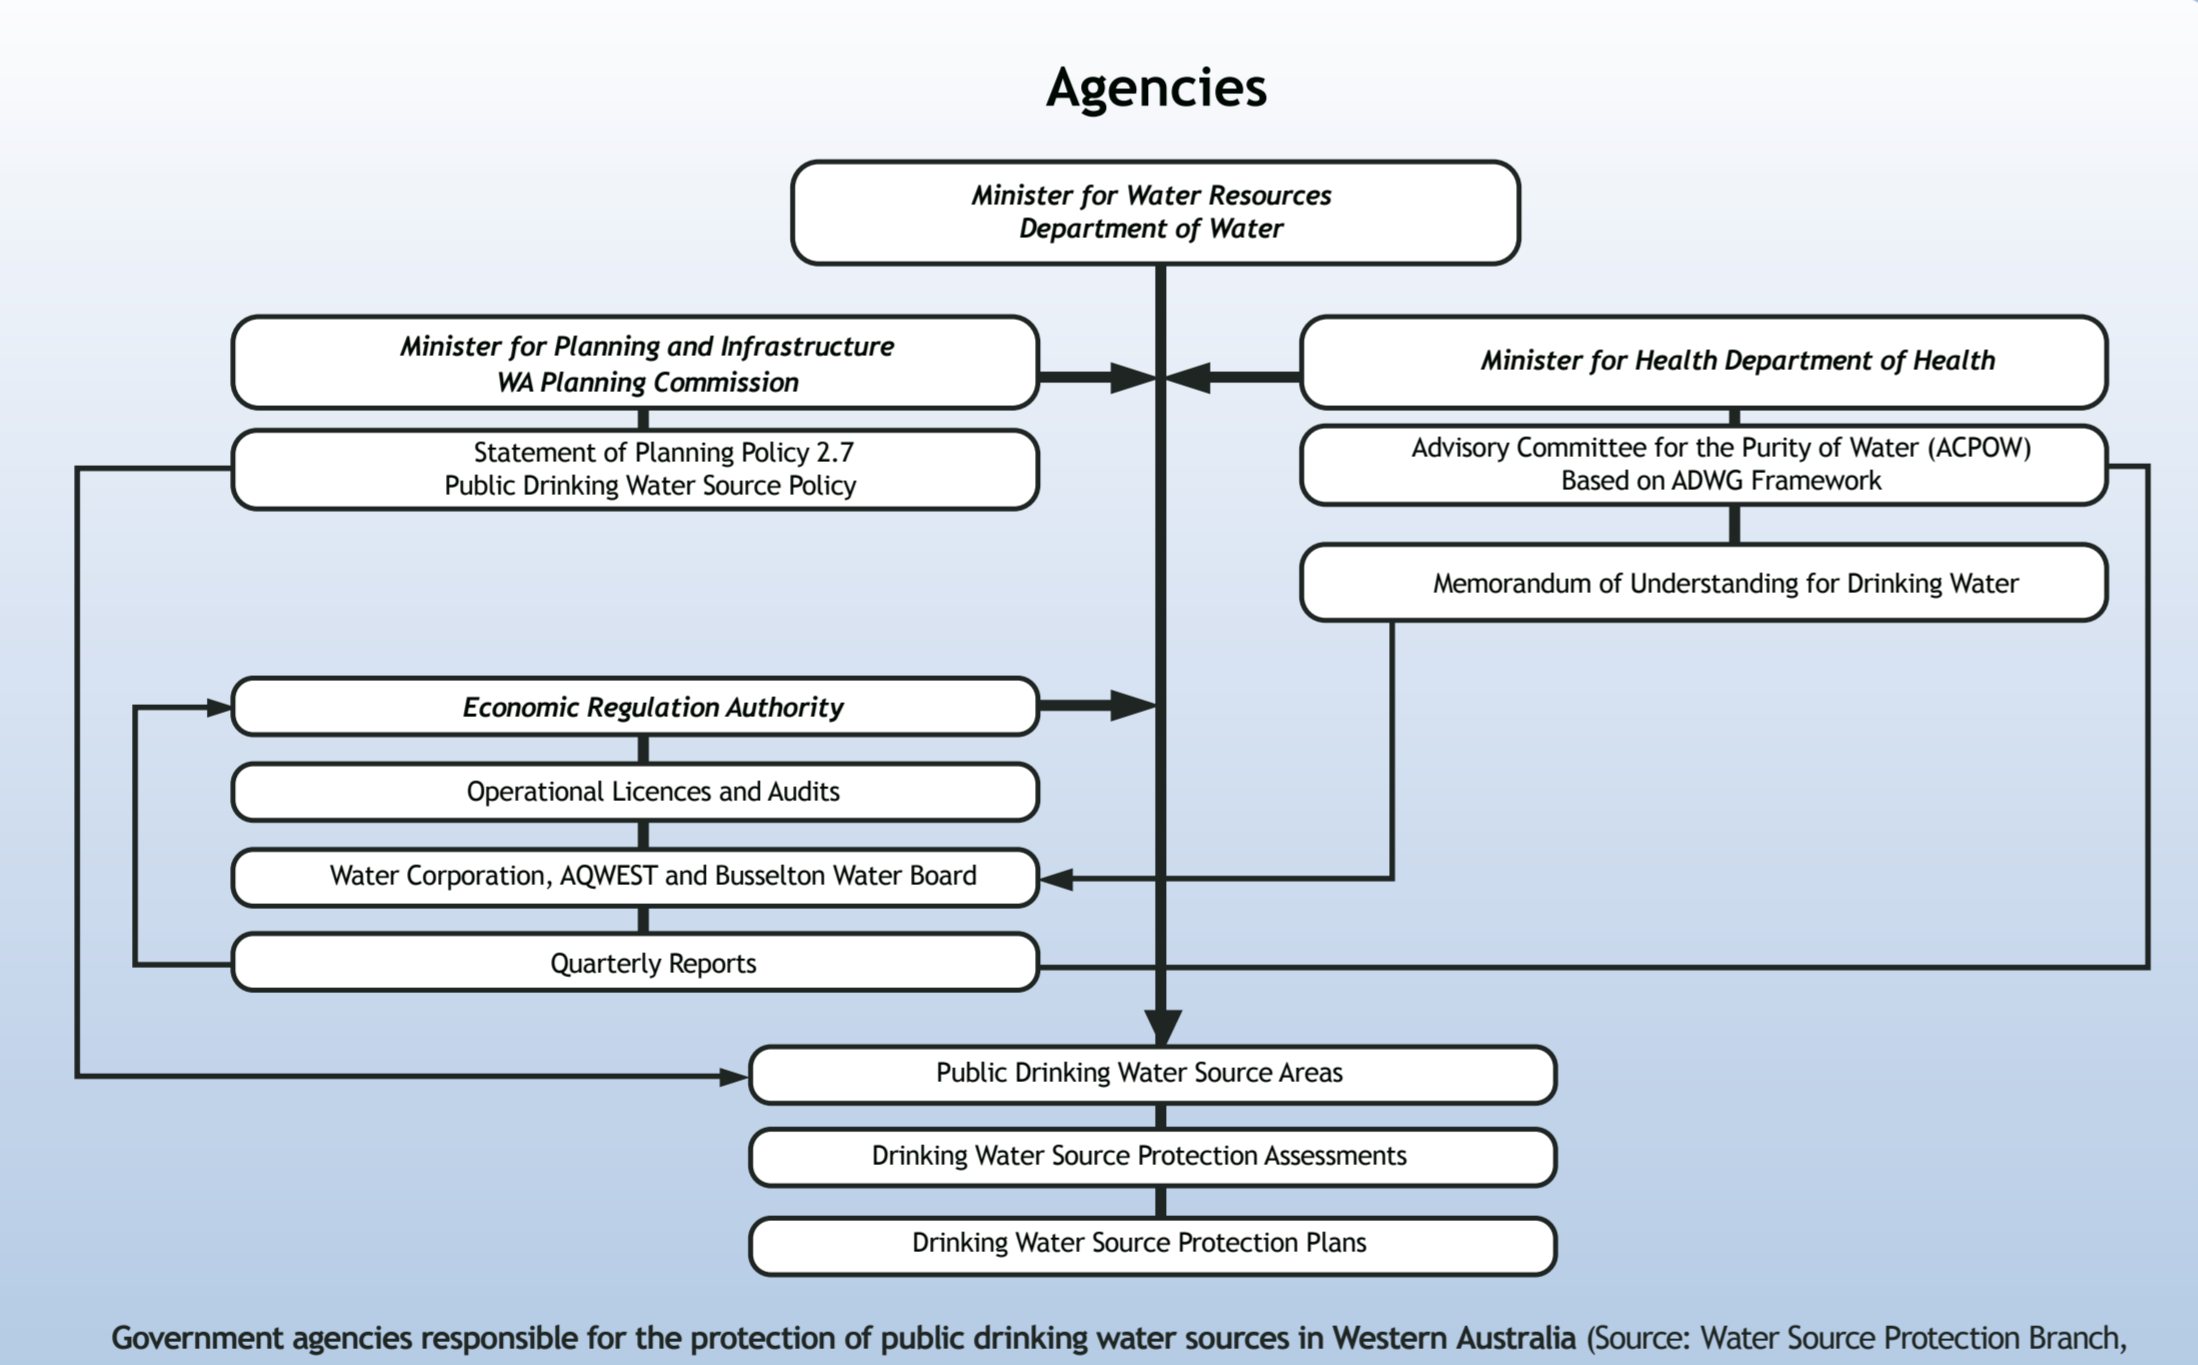 Agencies
Minister for Water Resources
Department of Water
Minister for Planning and Infrastructure
WA Planning Commission
Minister for Health Department of Health
Statement of Planning Policy 2.7
Public Drinking Water Source Policy
Advisory Committee for the Purity of Water (ACPOW)
Based on ADWG Framework
Memorandum of Understanding for Drinking Water
Economic Regulation Authority
Operational Licences and Audits
Water Corporation, AQWEST and Busselton Water Board
Quarterly Reports
Public Drinking Water Source Areas
Drinking Water Source Protection Assessments
Drinking Water Source Protection Plans
Government agencies responsible for the protection of public drinking water sources in Western Australia (Source: Water Source Protection Branch,